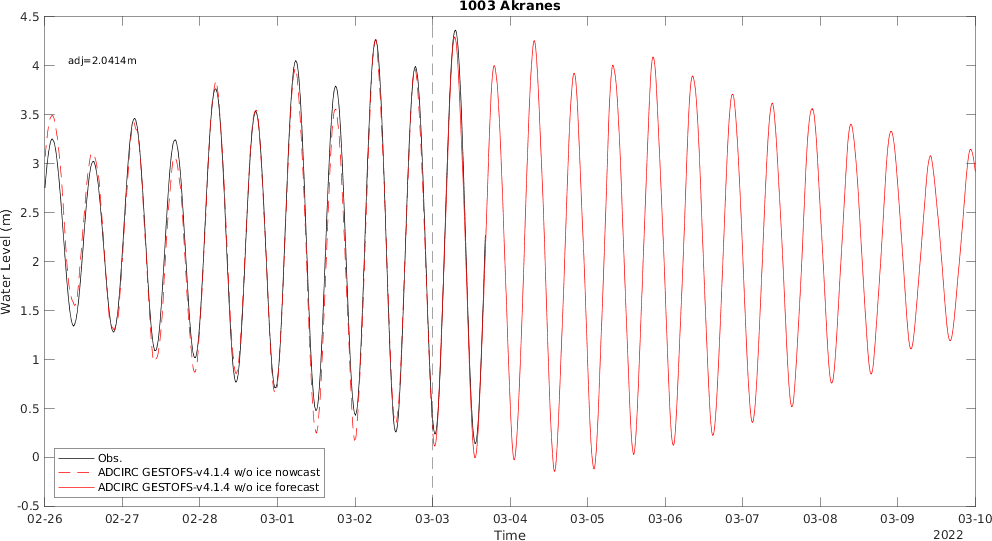 1003 Akranes
adj=2.0414m
Water Level (m)
4.5
4
3.5
3
2.5
2
1.5
1
0.5
0
-0.5
Obs.
ADCIRC GESTOFS-v4.1.4 w/o ice nowcast
ADCIRC GESTOFS-v4.1.4 w/o ice forecast
02-26 02-27 02-28 03-01 03-02 03-03 03-04 03-05 03-06 03-07 03-08 03-09 03-10
Time
2022